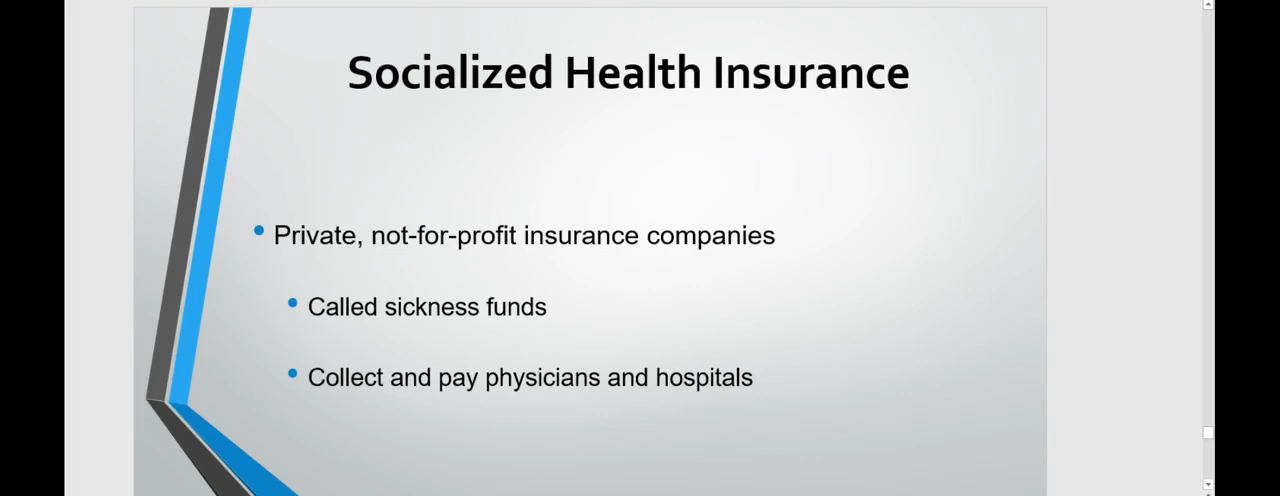 Socialized Health Insurance
• Private, not-for-profit insurance companies
• Called sickness funds
• Collect and pay physicians and hospitals